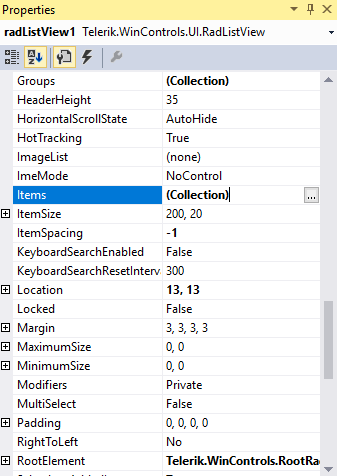 Properties
radListView1 Telerik.WinControls.UI.RadListView
Groups (Collection)
HeaderHeight 35
HorizontalScrollState AutoHide
HotTracking True
ImageList (none)
ImeMode NoControl
Items (Collection) ...
ItemSize 200, 20
ItemSpacing -1
KeyboardSearchEnabled False
KeyboardSearchResetInterv 300
Location 13, 13
Locked False
Margin 3, 3, 3, 3
MaximumSize 0, 0
MinimumSize 0, 0
Modifiers Private
MultiSelect False
Padding 0, 0, 0, 0
RightToLeft No
RootElement Telerik.WinControls.RootRa